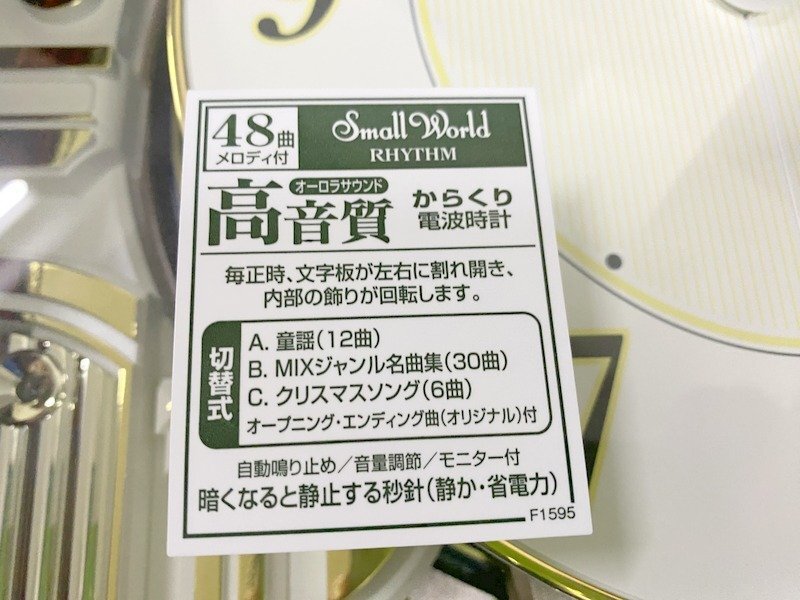 9
48曲
メロディ付
Small World
RHYTHM
高音質
オーロラサウンド
からくり
電波時計
毎正時、文字板が左右に割れ開き、
内部の飾りが回転します。
切替式
A. 童謡(12曲)
B. MIXジャンル名曲集(30曲)
C. クリスマスソング(6曲)
オープニング・エンディング曲(オリジナル)付
自動鳴り止め/音量調節/モニター付
暗くなると静止する秒針(静か・省電力)
F1595
7